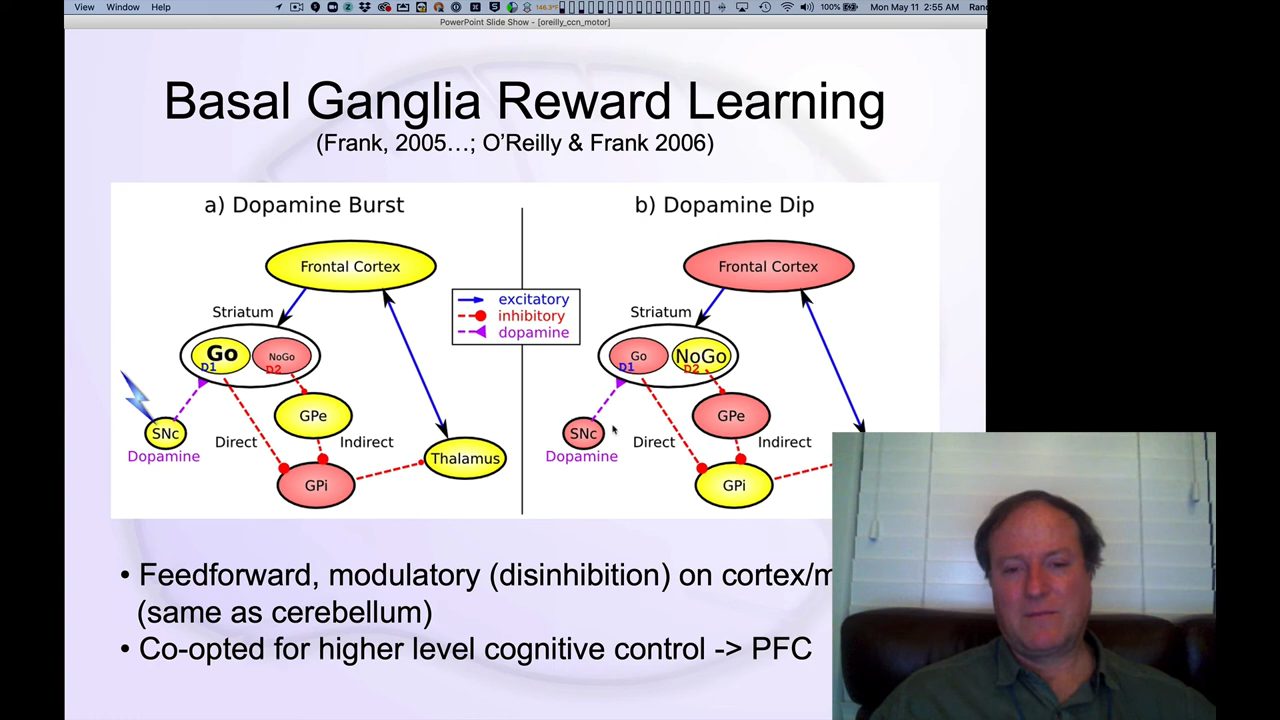 View Window Help
146.3°F
100%
Mon May 11 2:55 AM
PowerPoint Slide Show - [oreilly_ccn_motor]
Basal Ganglia Reward Learning
(Frank, 2005…; O'Reilly & Frank 2006)
a) Dopamine Burst
Frontal Cortex
Striatum
Go
D1
NoGo
D2
GPe
SNc
Dopamine
Direct
Indirect
Thalamus
GPi
excitatory
inhibitory
dopamine
b) Dopamine Dip
Frontal Cortex
Striatum
Go
D1
NoGo
D2
GPe
SNc
Dopamine
Direct
Indirect
GPi
• Feedforward, modulatory (disinhibition) on cortex/
(same as cerebellum)
• Co-opted for higher level cognitive control -> PFC